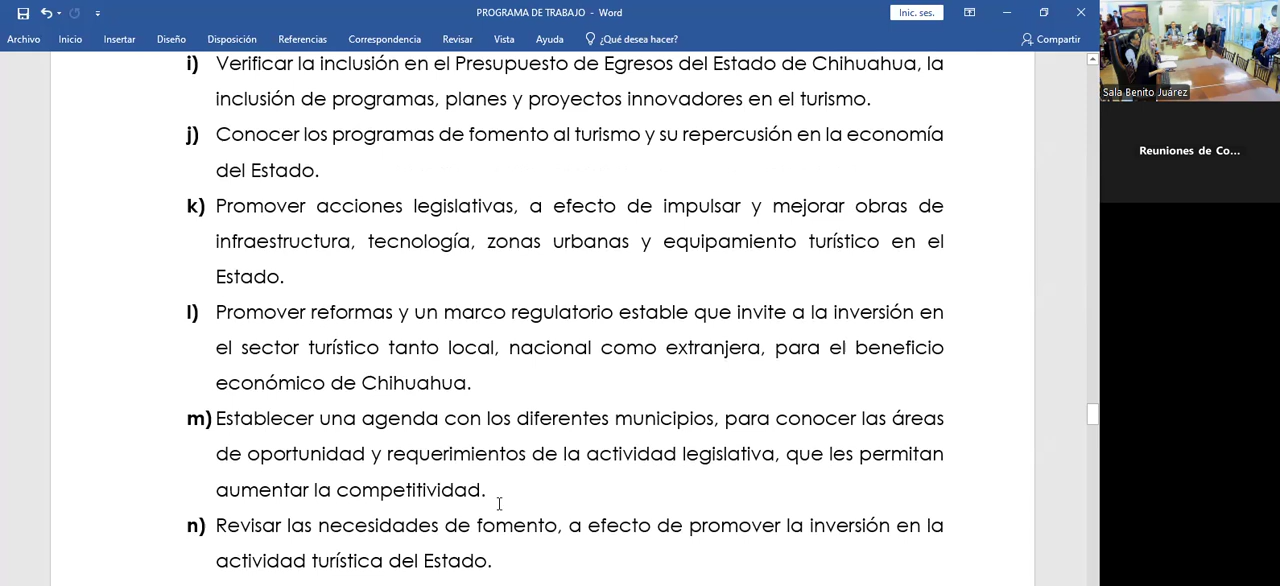 PROGRAMA DE TRABAJO - Word
Inic. ses.
Archivo Inicio Insertar Diseño Disposición Referencias Correspondencia Revisar Vista Ayuda ¿Qué desea hacer? Compartir
i) Verificar la inclusión en el Presupuesto de Egresos del Estado de Chihuahua, la
inclusión de programas, planes y proyectos innovadores en el turismo.
j) Conocer los programas de fomento al turismo y su repercusión en la economía
del Estado.
k) Promover acciones legislativas, a efecto de impulsar y mejorar obras de
infraestructura, tecnología, zonas urbanas y equipamiento turístico en el
Estado.
l) Promover reformas y un marco regulatorio estable que invite a la inversión en
el sector turístico tanto local, nacional como extranjera, para el beneficio
económico de Chihuahua.
m) Establecer una agenda con los diferentes municipios, para conocer las áreas
de oportunidad y requerimientos de la actividad legislativa, que les permitan
aumentar la competitividad.
n) Revisar las necesidades de fomento, a efecto de promover la inversión en la
actividad turística del Estado.
Sala Benito Juárez
Reuniones de Co...